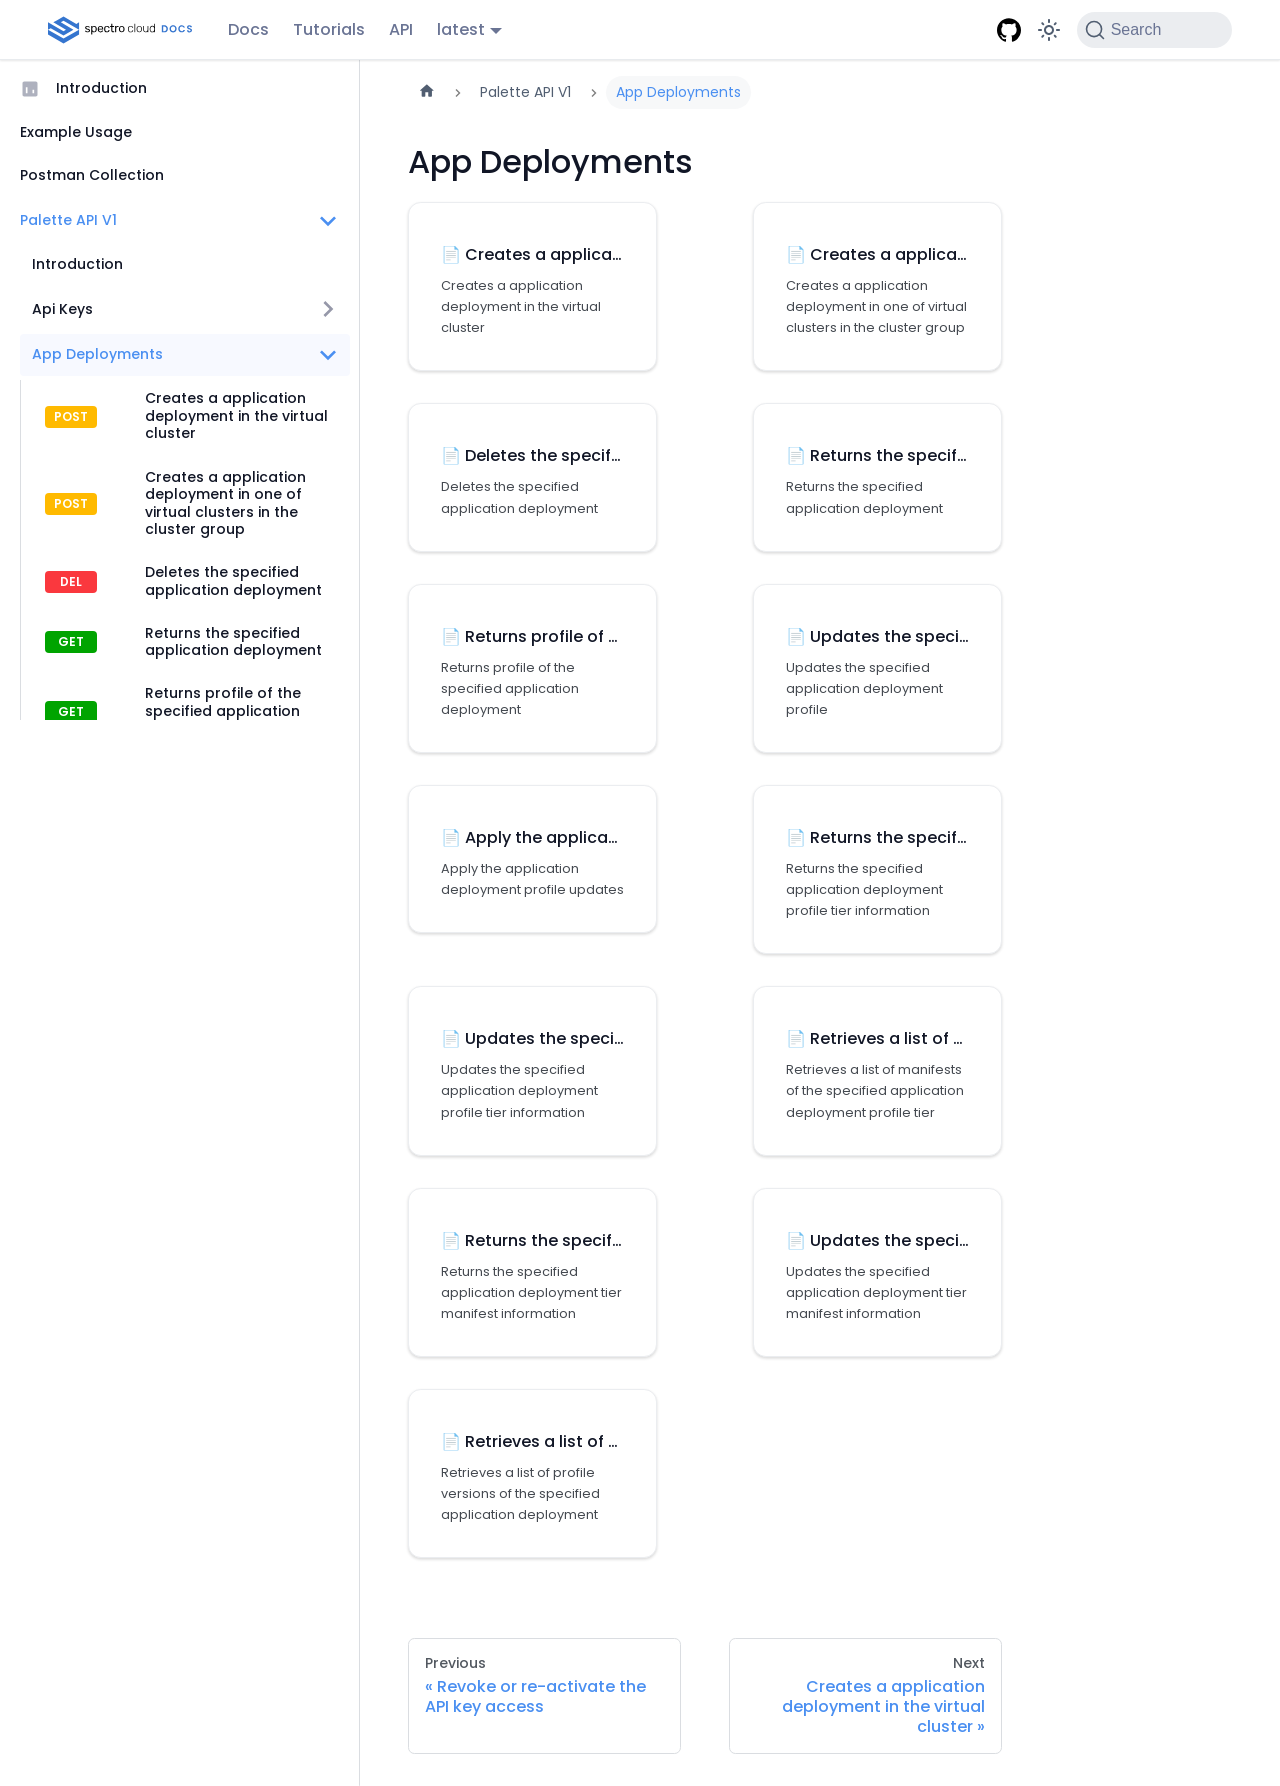 spectro cloud DOCS
Docs
Tutorials
API
latest
Search
Introduction
Example Usage
Postman Collection
Palette API V1
Introduction
Api Keys
App Deployments
POST
Creates a application
deployment in the virtual
cluster
POST
Creates a application
deployment in one of
virtual clusters in the
cluster group
DEL
Deletes the specified
application deployment
GET
Returns the specified
application deployment
GET
Returns profile of the
specified application
Palette API V1
App Deployments
App Deployments
Creates a applica...
Creates a application
deployment in the virtual
cluster
Creates a applica...
Creates a application
deployment in one of virtual
clusters in the cluster group
Deletes the specif...
Deletes the specified
application deployment
Returns the specif...
Returns the specified
application deployment
Returns profile of ...
Returns profile of the
specified application
deployment
Updates the speci...
Updates the specified
application deployment
profile
Apply the applica...
Apply the application
deployment profile updates
Returns the specif...
Returns the specified
application deployment
profile tier information
Updates the speci...
Updates the specified
application deployment
profile tier information
Retrieves a list of ...
Retrieves a list of manifests
of the specified application
deployment profile tier
Returns the specif...
Returns the specified
application deployment tier
manifest information
Updates the speci...
Updates the specified
application deployment tier
manifest information
Retrieves a list of ...
Retrieves a list of profile
versions of the specified
application deployment
Previous
« Revoke or re-activate the
API key access
Next
Creates a application
deployment in the virtual
cluster »